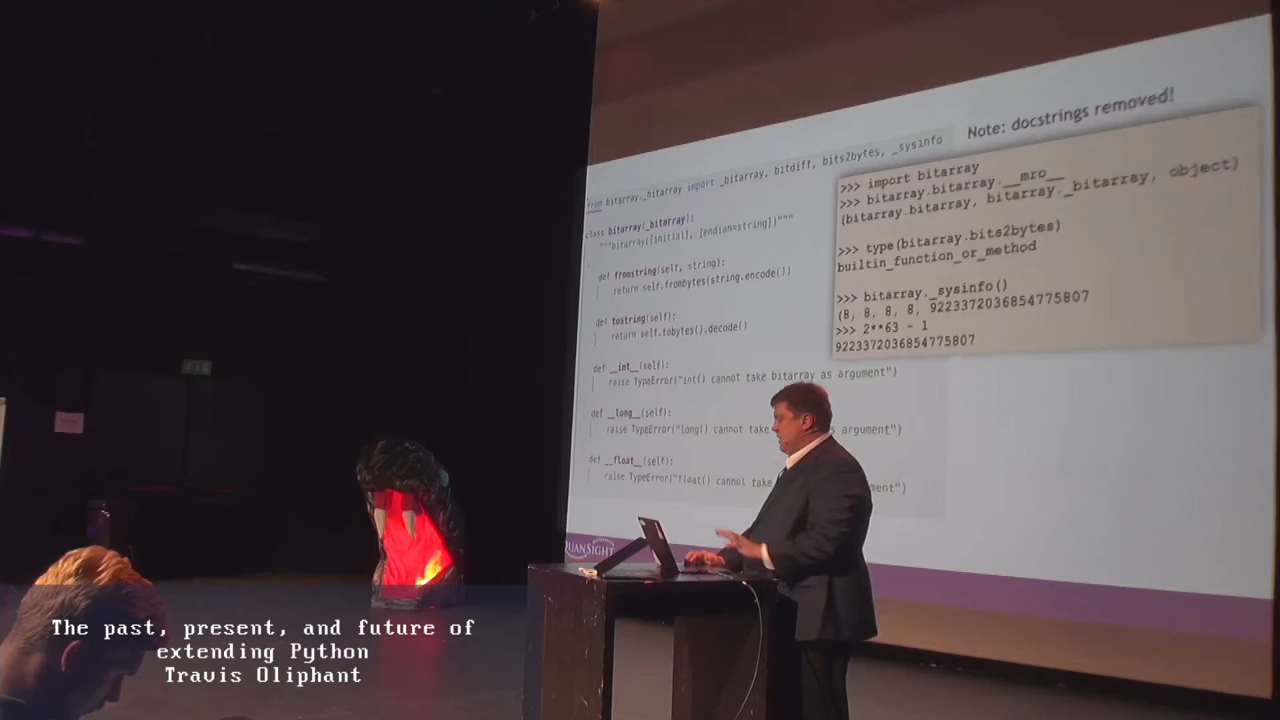 Note: docstrings removed!
from bitarray._bitarray import _bitarray, bitdiff, bits2bytes, _sysinfo
class bitarray(_bitarray):
"""bitarray([initial], [endian=string])"""
def fromstring(self, string):
return self.frombytes(string.encode())
def tostring(self):
return self.tobytes().decode()
def __int__(self):
raise TypeError("int() cannot take bitarray as argument")
def __long__(self):
raise TypeError("long() cannot take s argument")
def __float__(self):
raise TypeError("float() cannot take ment")
>>> import bitarray
>>> bitarray.bitarray.__mro__
(bitarray.bitarray, bitarray._bitarray, object)
>>> type(bitarray.bits2bytes)
builtin_function_or_method
>>> bitarray._sysinfo()
(8, 8, 8, 8, 9223372036854775807)
>>> 2**63 - 1
9223372036854775807
QUANSIGHT
The past, present, and future of
extending Python
Travis Oliphant